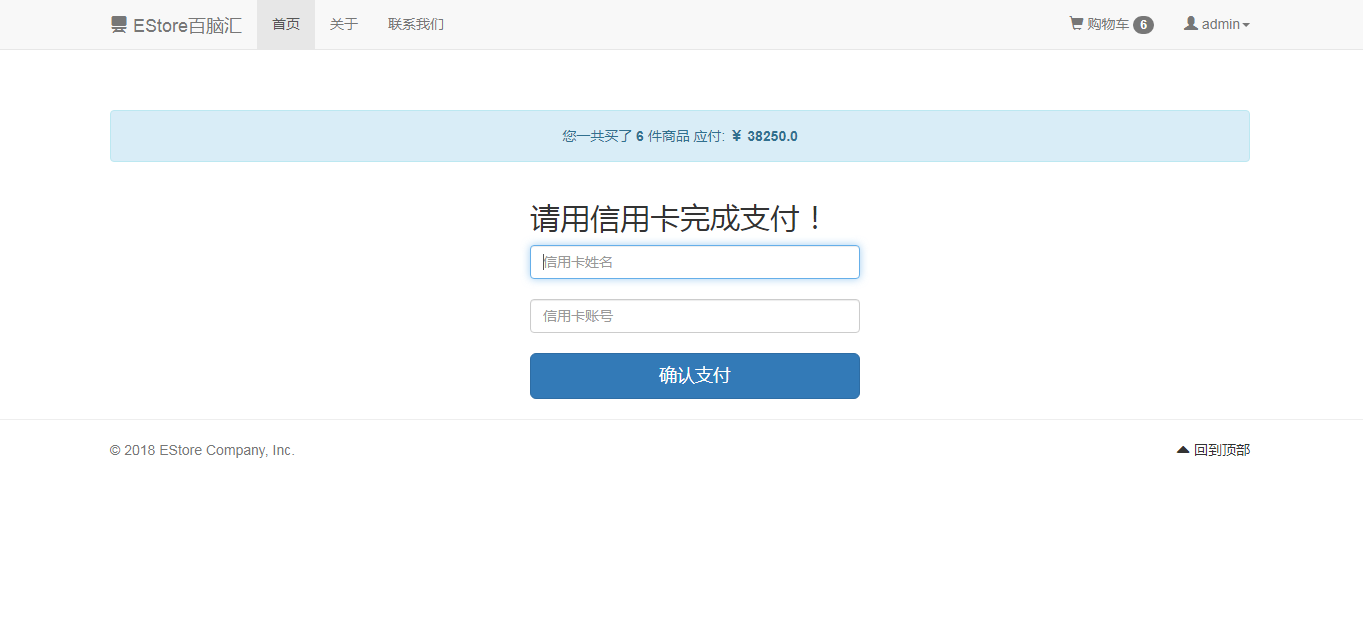 EStore百脑汇 首页 关于 联系我们 购物车 6 admin
您一共买了 6 件商品 应付: ¥ 38250.0
请用信用卡完成支付！
信用卡姓名
信用卡账号
确认支付
© 2018 EStore Company, Inc. 回到顶部